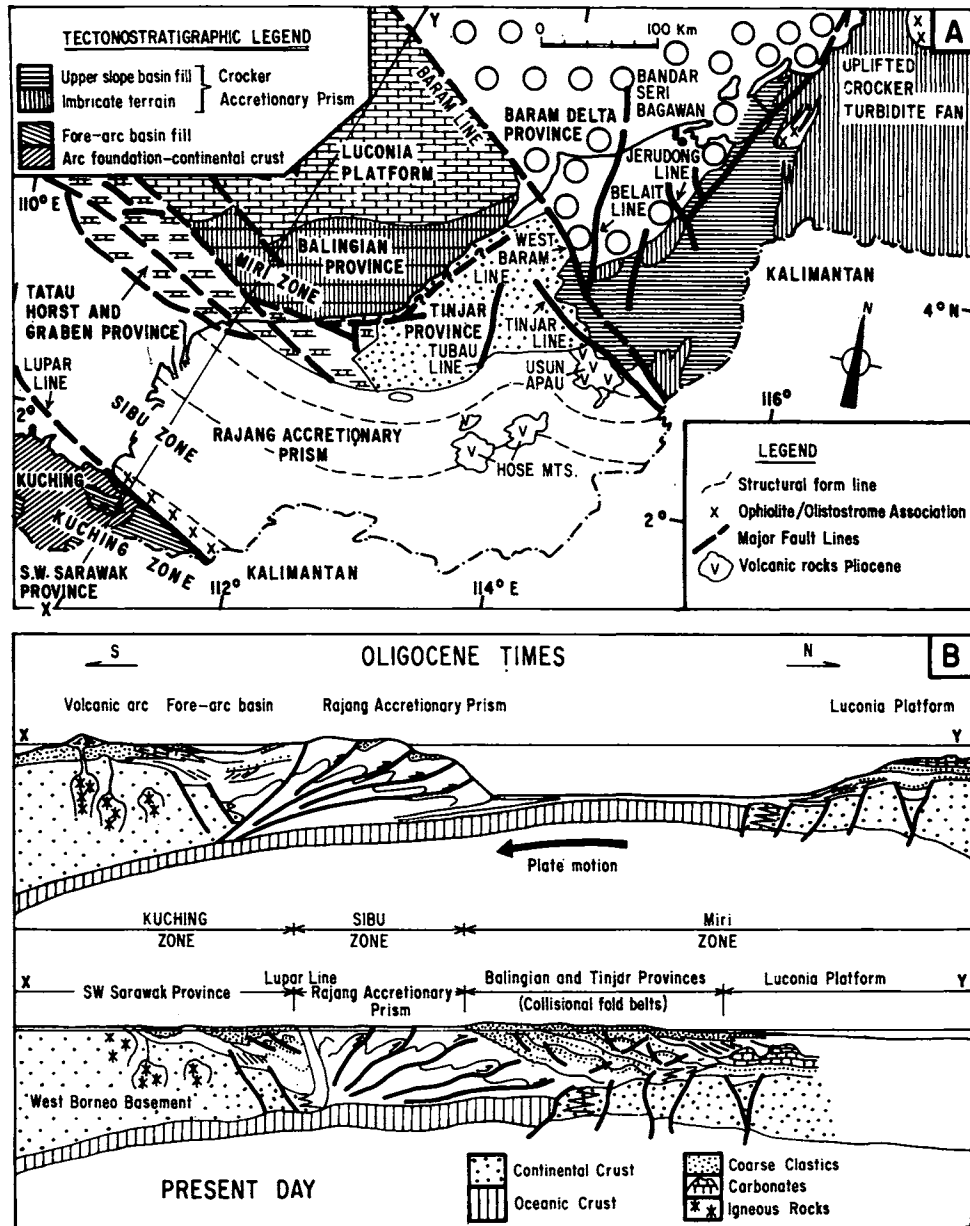 A
TECTONOSTRATIGRAPHIC LEGEND
Upper slope basin fill
Imbricate terrain
Crocker
Accretionary Prism
Fore-arc basin fill
Arc foundation-continental crust
Y
0 100 Km
BARAM LINE
BANDAR
SERI
BAGAWAN
BARAM DELTA
PROVINCE
UPLIFTED
CROCKER
TURBIDITE FAN
LUCONIA
PLATFORM
JERUDONG
LINE
BELAIT
LINE
110° E
BALINGIAN
PROVINCE
MIRI ZONE
WEST
BARAM
LINE
KALIMANTAN
4° N
TATAU
HORST AND
GRABEN PROVINCE
TINJAR
PROVINCE
TUBAU
LINE
TINJAR
LINE
N
LUPAR
LINE
USUN
APAU
V
V V
V
116°
2°
SIBU ZONE
RAJANG ACCRETIONARY
PRISM
V
V
V
HOSE MTS.
KUCHING
KUCHING ZONE
X X X X X
2°
S.W. SARAWAK
PROVINCE
X
112°
KALIMANTAN
114° E
LEGEND
Structural form line
x Ophiolite/Olistostrome Association
Major Fault Lines
V Volcanic rocks Pliocene
B
S
OLIGOCENE TIMES
N
Volcanic arc Fore-arc basin Rajang Accretionary Prism Luconia Platform
X Y
Plate motion
KUCHING
ZONE
SIBU
ZONE
Miri
ZONE
X Y
SW Sarawak Province
Lupar Line
Rajang Accretionary
Prism
Balingian and Tinjar Provinces
(Collisional fold belts)
Luconia Platform
West Borneo Basement
PRESENT DAY
Continental Crust
Oceanic Crust
Coarse Clastics
Carbonates
Igneous Rocks